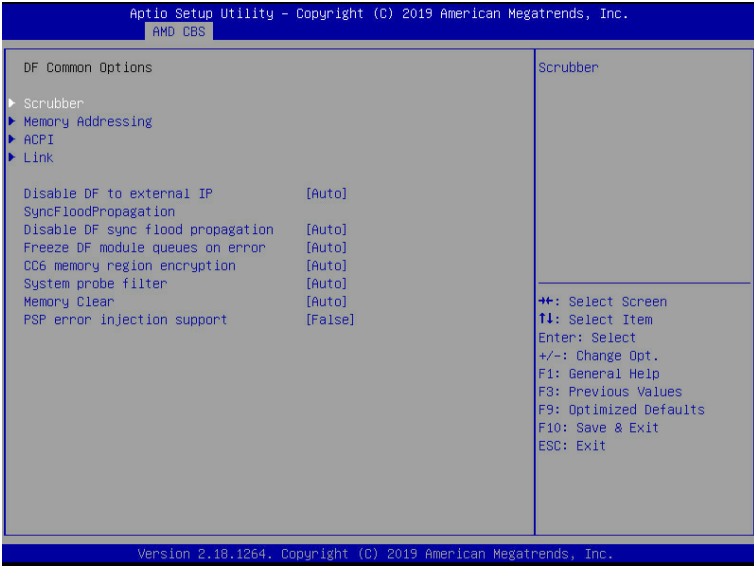 Aptio Setup Utility – Copyright (C) 2019 American Megatrends, Inc.
AMD CBS
DF Common Options
Scrubber
Memory Addressing
ACPI
Link
Disable DF to external IP [Auto]
SyncFloodPropagation
Disable DF sync flood propagation [Auto]
Freeze DF module queues on error [Auto]
CC6 memory region encryption [Auto]
System probe filter [Auto]
Memory Clear [Auto]
PSP error injection support [False]
Scrubber
→←: Select Screen
↑↓: Select Item
Enter: Select
+/-: Change Opt.
F1: General Help
F3: Previous Values
F9: Optimized Defaults
F10: Save & Exit
ESC: Exit
Version 2.18.1264. Copyright (C) 2019 American Megatrends, Inc.